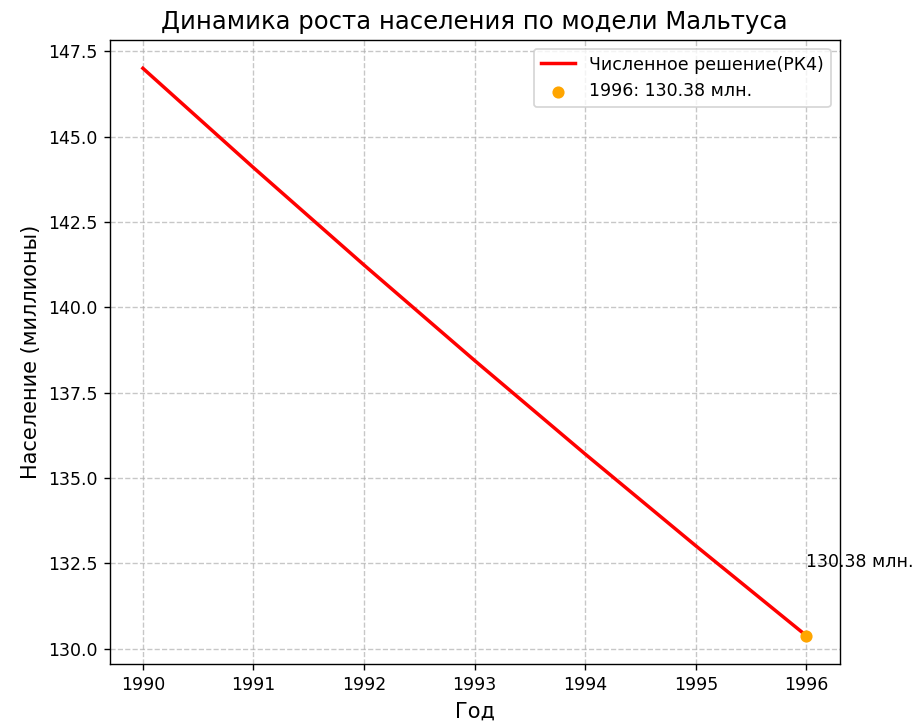 Динамика роста населения по модели Мальтуса
Численное решение(РК4)
1996: 130.38 млн.
Население (миллионы)
147.5
145.0
142.5
140.0
137.5
135.0
132.5
130.0
130.38 млн.
1990 1991 1992 1993 1994 1995 1996
Год